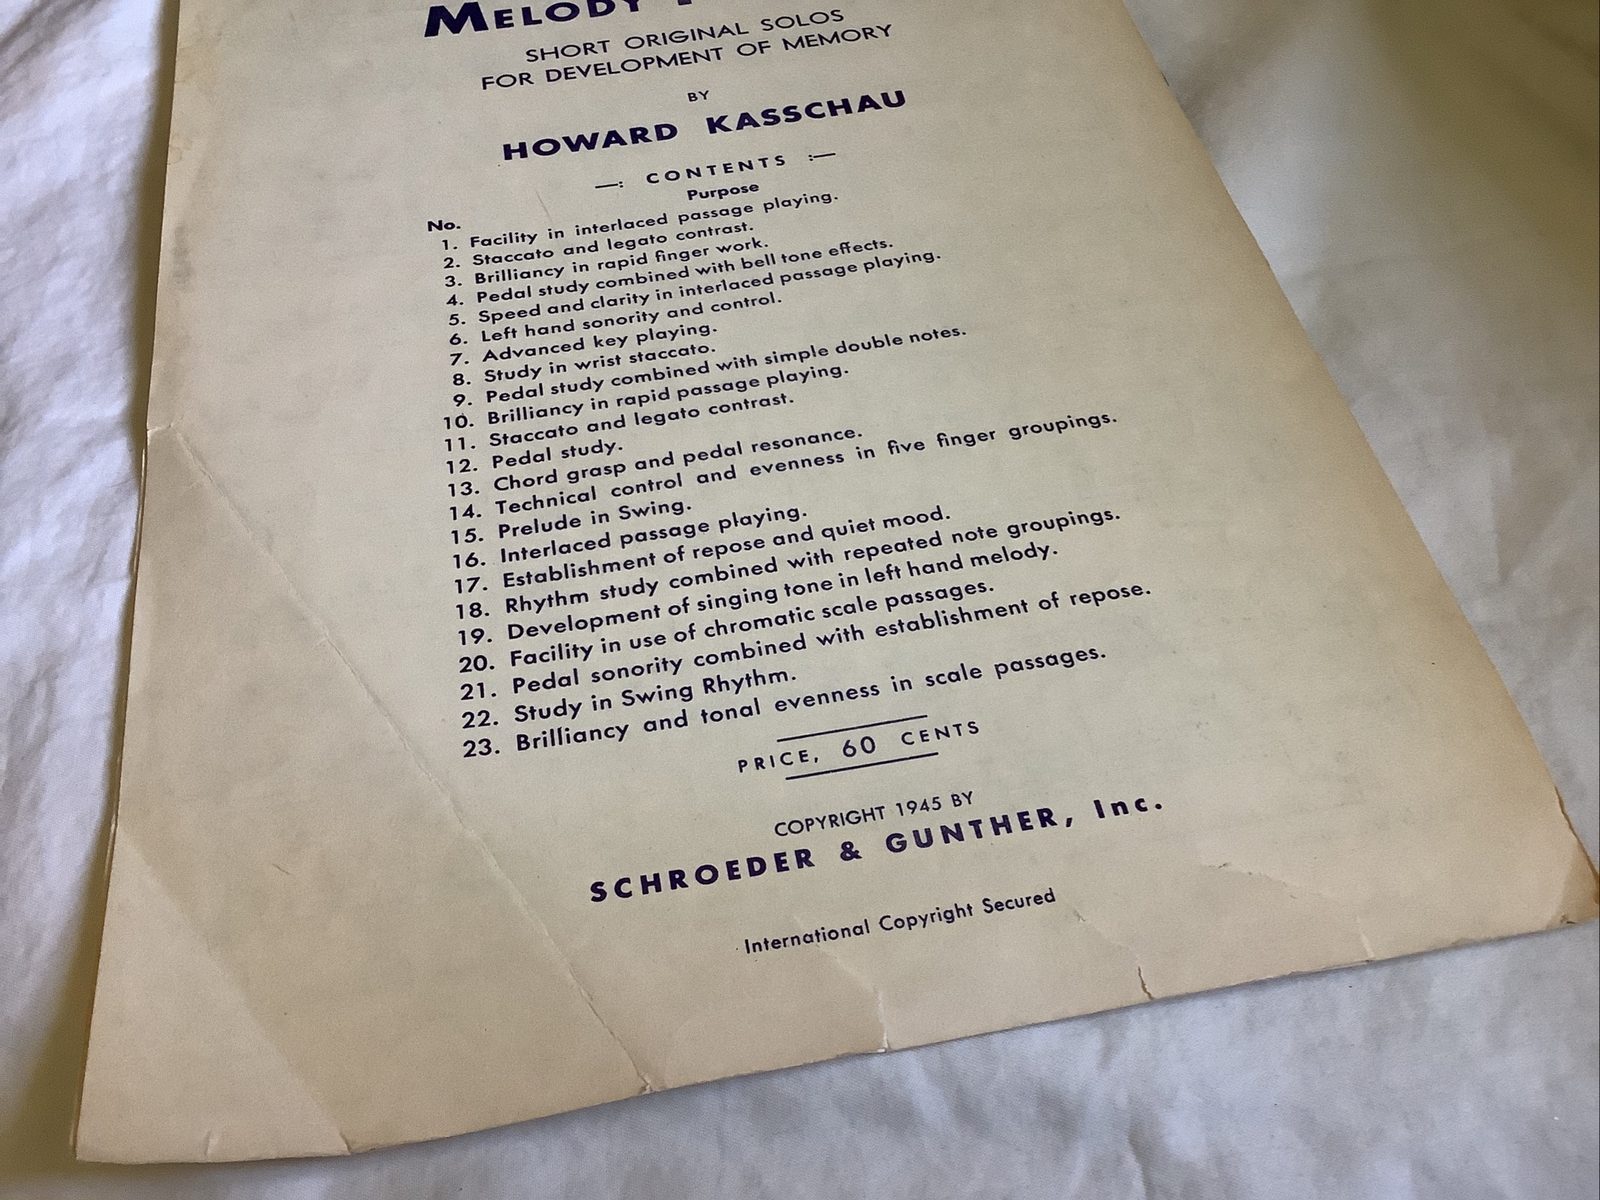 MELODY
SHORT ORIGINAL SOLOS
FOR DEVELOPMENT OF MEMORY
BY
HOWARD KASSCHAU
—: CONTENTS :—
No. Purpose
1. Facility in interlaced passage playing.
2. Staccato and legato contrast.
3. Brilliancy in rapid finger work.
4. Pedal study combined with bell tone effects.
5. Speed and clarity in interlaced passage playing.
6. Left hand sonority and control.
7. Advanced key playing.
8. Study in wrist staccato.
9. Pedal study combined with simple double notes.
10. Brilliancy in rapid passage playing.
11. Staccato and legato contrast.
12. Pedal study.
13. Chord grasp and pedal resonance.
14. Technical control and evenness in five finger groupings.
15. Prelude in Swing.
16. Interlaced passage playing.
17. Establishment of repose and quiet mood.
18. Rhythm study combined with repeated note groupings.
19. Development of singing tone in left hand melody.
20. Facility in use of chromatic scale passages.
21. Pedal sonority combined with establishment of repose.
22. Study in Swing Rhythm.
23. Brilliancy and tonal evenness in scale passages.
PRICE, 60 CENTS
COPYRIGHT 1945 BY
SCHROEDER & GUNTHER, Inc.
International Copyright Secured